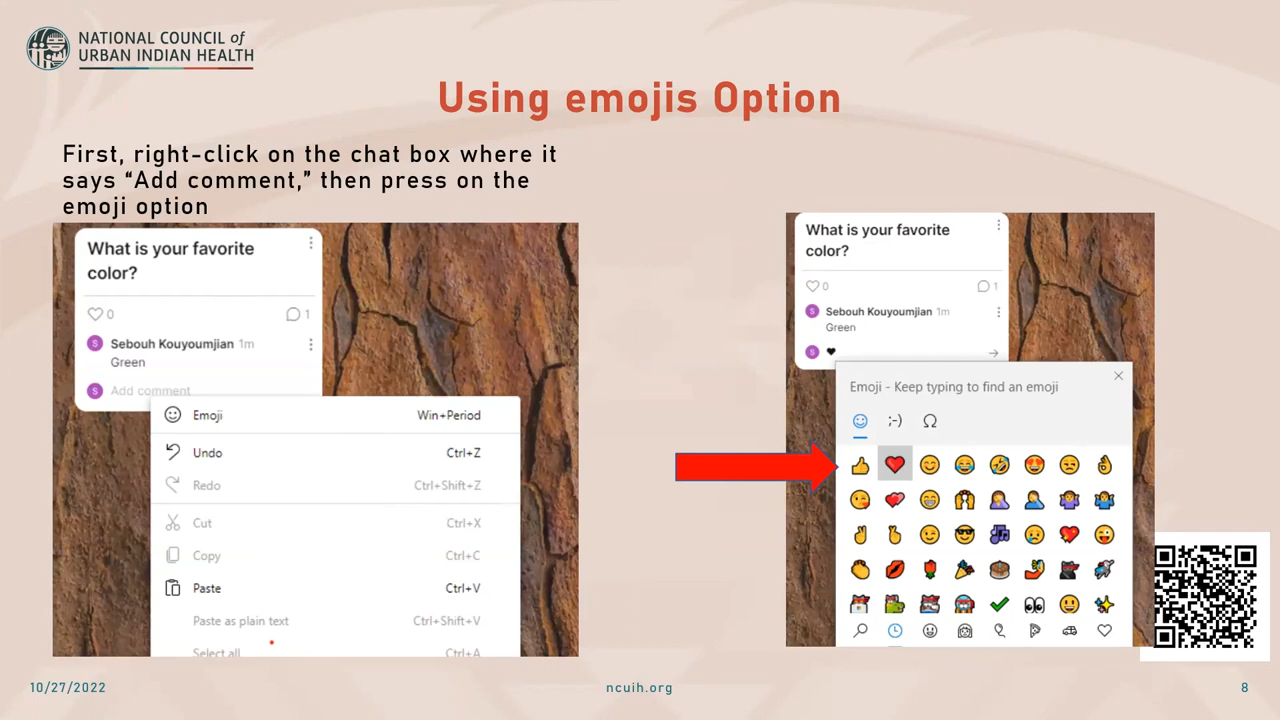 NATIONAL COUNCIL of
URBAN INDIAN HEALTH
Using emojis Option
First, right-click on the chat box where it
says “Add comment,” then press on the
emoji option
What is your favorite
color?
0
1
S
Sebouh Kouyoumjian 1m
Green
S
Add comment
Emoji Win+Period
Undo Ctrl+Z
Redo Ctrl+Shift+Z
Cut Ctrl+X
Copy Ctrl+C
Paste Ctrl+V
Paste as plain text Ctrl+Shift+V
Select all Ctrl+A
What is your favorite
color?
0
1
S
Sebouh Kouyoumjian 1m
Green
S
Emoji - Keep typing to find an emoji
;-)
Ω
10/27/2022
ncuih.org
8